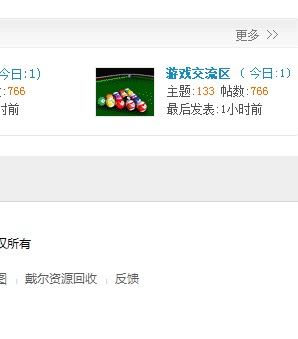 更多 >>
今日:1)
游戏交流区 ( 今日:1)
:766
主题:133 帖数:766
时前
最后发表:1小时前
权所有
图 | 戴尔资源回收 | 反馈